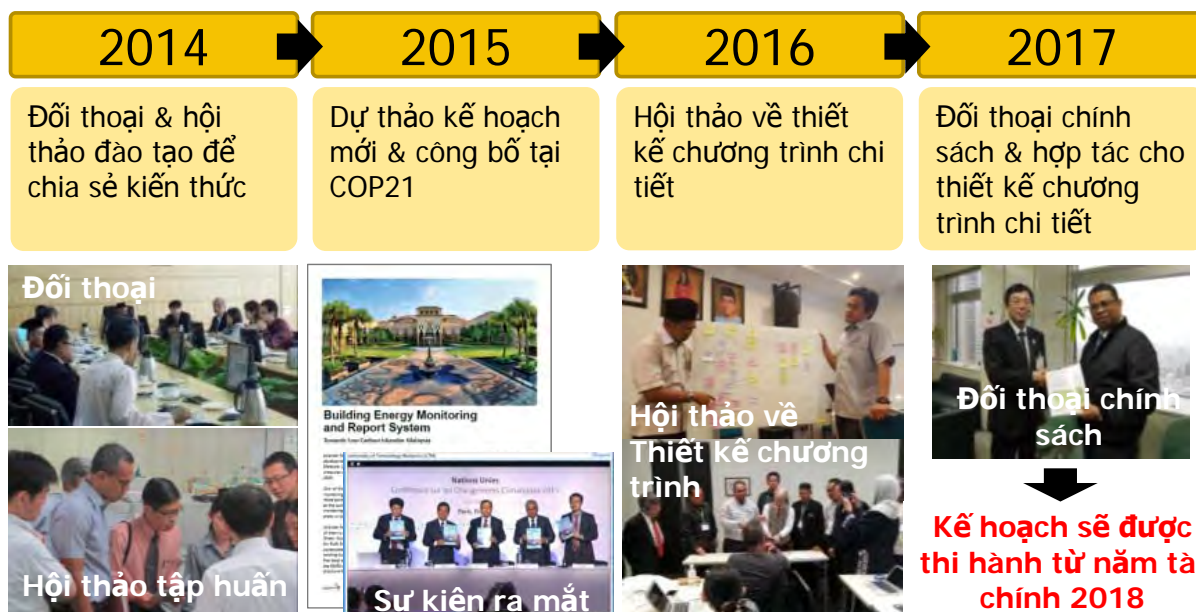 2014
2015
2016
2017
Đối thoại & hội
thảo đào tạo để
chia sẻ kiến thức
Dự thảo kế hoạch
mới & công bố tại
COP21
Hội thảo về thiết
kế chương trình chi
tiết
Đối thoại chính
sách & hợp tác cho
thiết kế chương
trình chi tiết
Đối thoại
Hội thảo tập huấn
Building Energy Monitoring
and Report System
Nations Unies
Sự kiện ra mắt
Hội thảo về
Thiết kế chương
trình
Đối thoại chính
sách
Kế hoạch sẽ được
thi hành từ năm tà
chính 2018